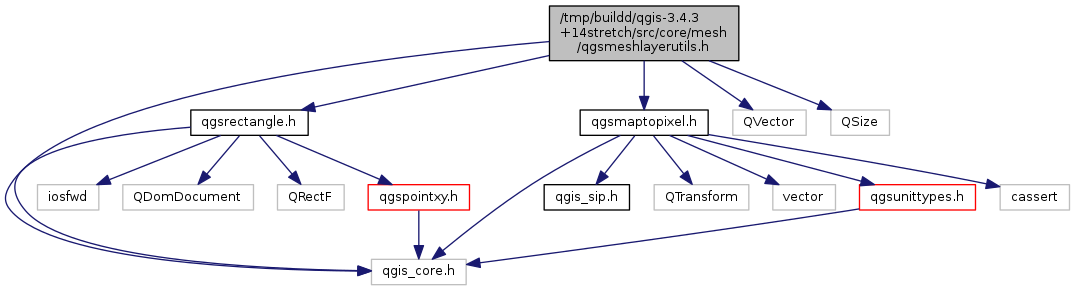 /tmp/buildd/qgis-3.4.3
+14stretch/src/core/mesh
/qgsmeshlayerutils.h
qgsrectangle.h
qgsmaptopixel.h
QVector
QSize
iosfwd
QDomDocument
QRectF
qgspointxy.h
qgis_sip.h
QTransform
vector
qgsunittypes.h
cassert
qgis_core.h